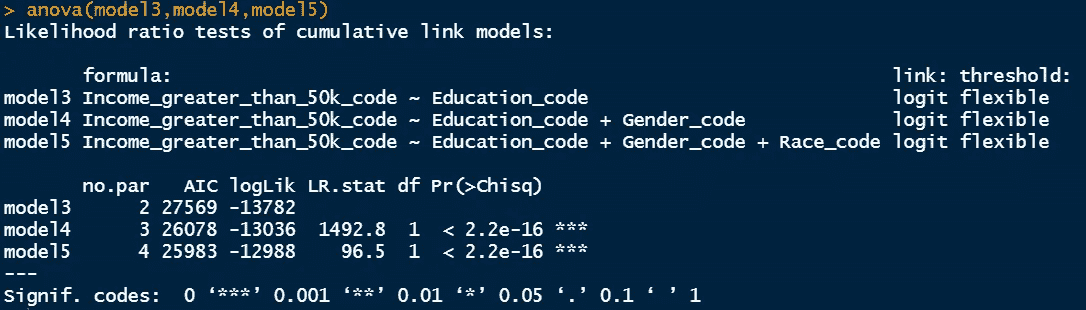 > anova(model3,model4,model5)
Likelihood ratio tests of cumulative link models:
formula: link: threshold:
model3 Income_greater_than_50k_code ~ Education_code logit flexible
model4 Income_greater_than_50k_code ~ Education_code + Gender_code logit flexible
model5 Income_greater_than_50k_code ~ Education_code + Gender_code + Race_code logit flexible
no.par AIC logLik LR.stat df Pr(>Chisq)
model3 2 27569 -13782
model4 3 26078 -13036 1492.8 1 < 2.2e-16 ***
model5 4 25983 -12988 96.5 1 < 2.2e-16 ***
---
Signif. codes: 0 ‘***’ 0.001 ‘**’ 0.01 ‘*’ 0.05 ‘.’ 0.1 ‘ ’ 1